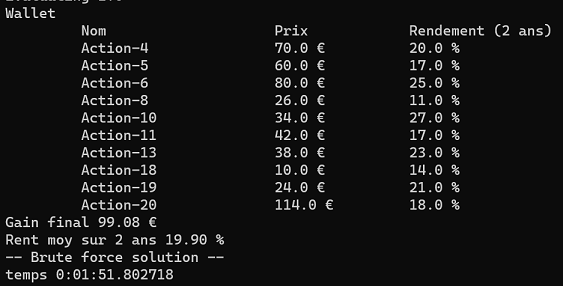 Wallet
Nom Prix Rendement (2 ans)
Action-4 70.0 € 20.0 %
Action-5 60.0 € 17.0 %
Action-6 80.0 € 25.0 %
Action-8 26.0 € 11.0 %
Action-10 34.0 € 27.0 %
Action-11 42.0 € 17.0 %
Action-13 38.0 € 23.0 %
Action-18 10.0 € 14.0 %
Action-19 24.0 € 21.0 %
Action-20 114.0 € 18.0 %
Gain final 99.08 €
Rent moy sur 2 ans 19.90 %
-- Brute force solution --
temps 0:01:51.802718